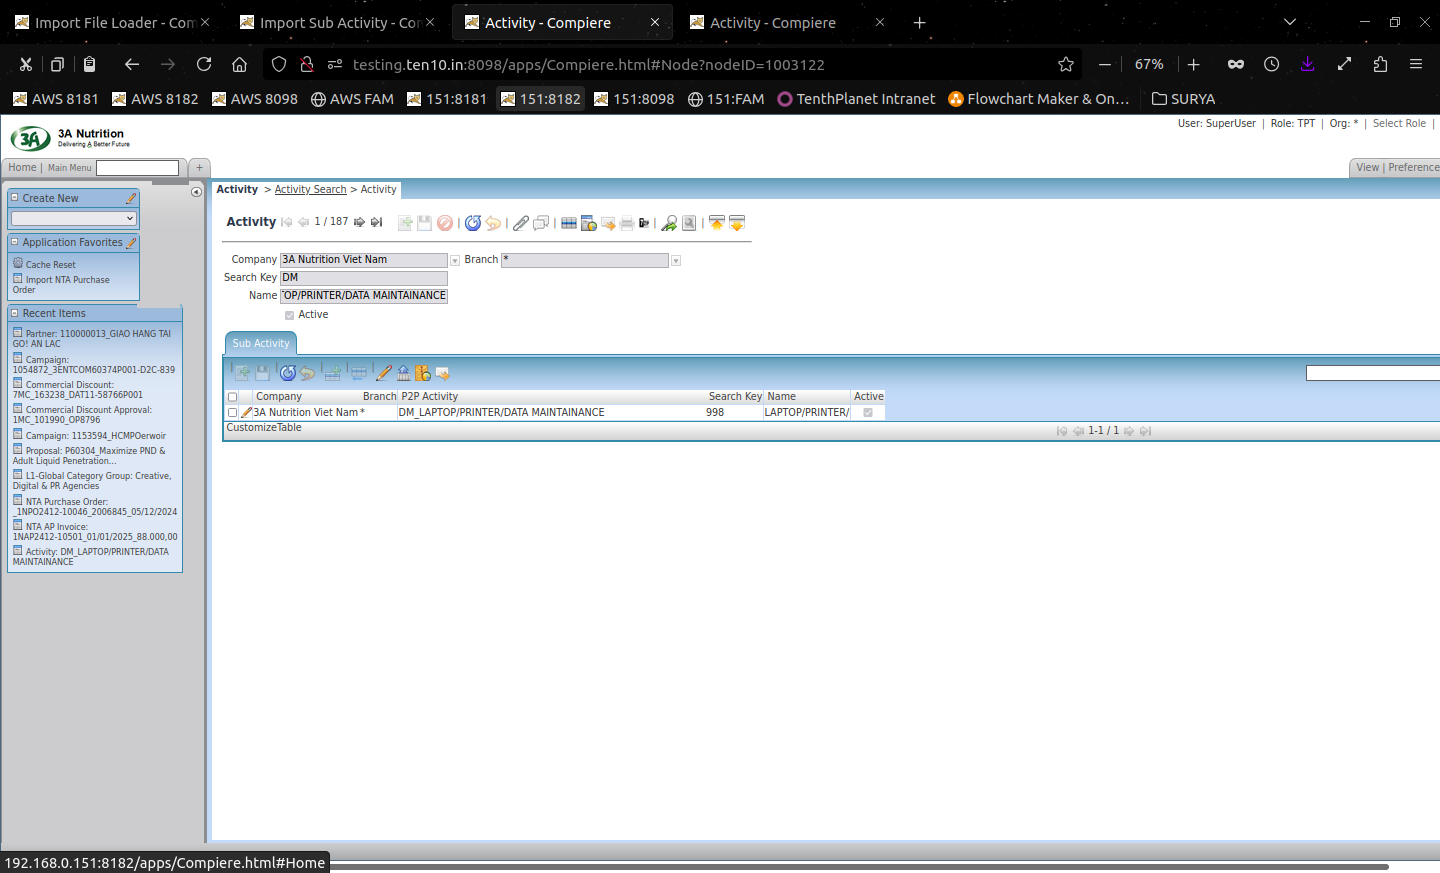 Import File Loader - Com
Import Sub Activity - Co
Activity - Compiere
Activity - Compiere
testing.ten10.in:8098/apps/Compiere.html#Node?nodeID=1003122
67%
AWS 8181
AWS 8182
AWS 8098
AWS FAM
151:8181
151:8182
151:8098
151:FAM
TenthPlanet Intranet
Flowchart Maker & On…
SURYA
3A
3A Nutrition
Delivering A Better Future
User: SuperUser | Role: TPT | Org: * | Select Role |
Home | Main Menu
+
View | Preference
Create New
Application Favorites
Cache Reset
Import NTA Purchase
Order
Recent Items
Partner: 110000013_GIAO HANG TAI
GO! AN LAC
Campaign:
1054872_3ENTCOM60374P001-D2C-839
Commercial Discount:
7MC_163238_DAT11-58766P001
Commercial Discount Approval:
1MC_101990_OP8796
Campaign: 1153594_HCMPOerwoir
Proposal: P60304_Maximize PND &
Adult Liquid Penetration...
L1-Global Category Group: Creative,
Digital & PR Agencies
NTA Purchase Order:
_1NPO2412-10046_2006845_05/12/2024
NTA AP Invoice:
1NAP2412-10501_01/01/2025_88.000,00
Activity: DM_LAPTOP/PRINTER/DATA
MAINTAINANCE
Activity > Activity Search > Activity
Activity 1 / 187
Company 3A Nutrition Viet Nam Branch *
Search Key DM
Name OP/PRINTER/DATA MAINTAINANCE
Active
Sub Activity
Company Branch P2P Activity Search Key Name Active
3A Nutrition Viet Nam * DM_LAPTOP/PRINTER/DATA MAINTAINANCE 998 LAPTOP/PRINTER/
CustomizeTable 1-1 / 1
192.168.0.151:8182/apps/Compiere.html#Home